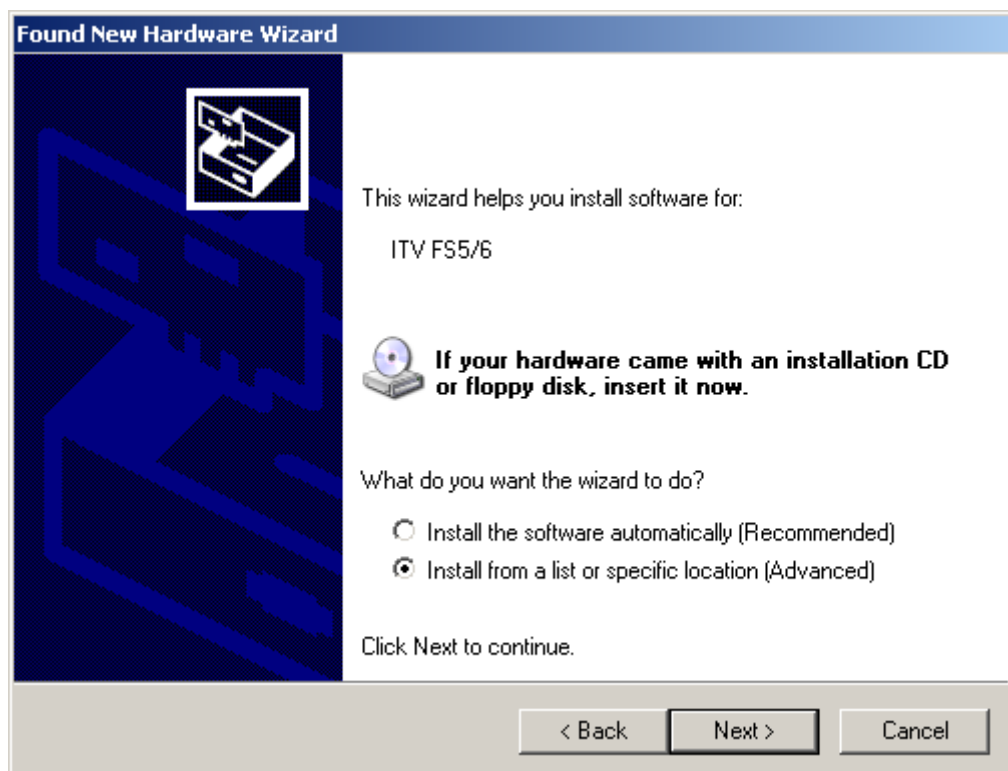 Found New Hardware Wizard
This wizard helps you install software for:
ITV FS5/6
If your hardware came with an installation CD
or floppy disk, insert it now.
What do you want the wizard to do?
Install the software automatically (Recommended)
Install from a list or specific location (Advanced)
Click Next to continue.
< Back
Next >
Cancel